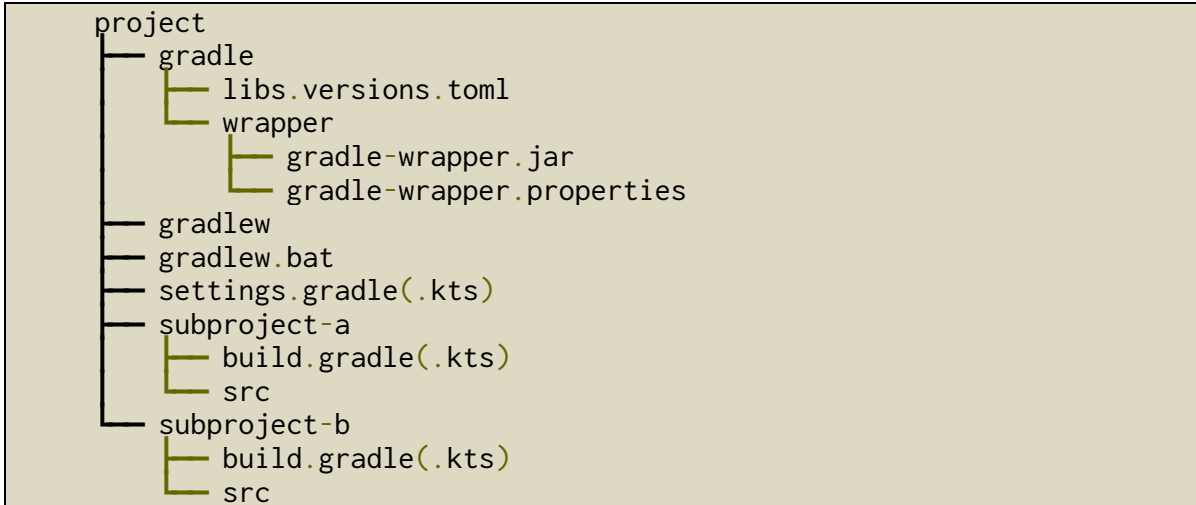 project
├── gradle
│   ├── libs.versions.toml
│   └── wrapper
│       ├── gradle-wrapper.jar
│       └── gradle-wrapper.properties
├── gradlew
├── gradlew.bat
├── settings.gradle(.kts)
├── subproject-a
│   ├── build.gradle(.kts)
│   └── src
└── subproject-b
    ├── build.gradle(.kts)
    └── src